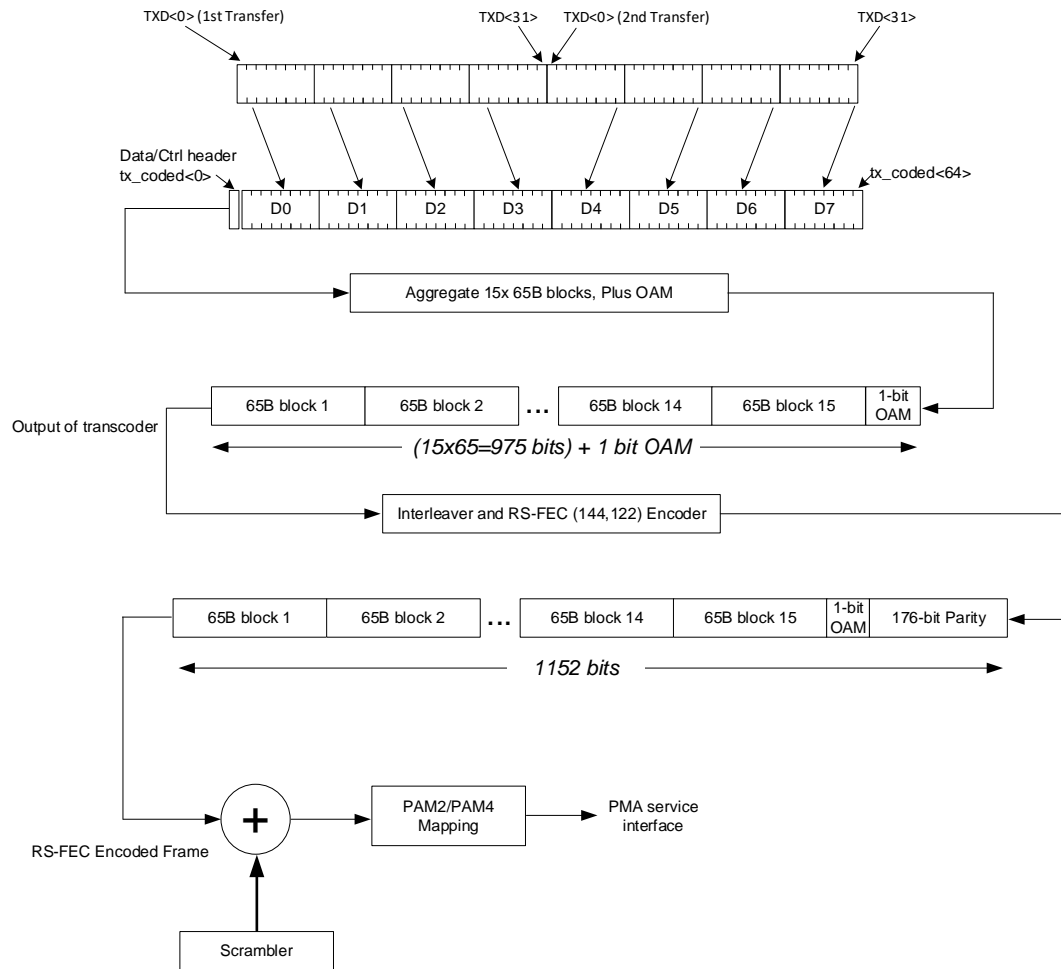 TXD<0> (1st Transfer)
TXD<31>
TXD<0> (2nd Transfer)
TXD<31>
Data/Ctrl header
tx_coded<0>
tx_coded<64>
D0
D1
D2
D3
D4
D5
D6
D7
Aggregate 15x 65B blocks, Plus OAM
65B block 1
65B block 2
...
65B block 14
65B block 15
1-bit
OAM
Output of transcoder
(15x65=975 bits) + 1 bit OAM
Interleaver and RS-FEC (144,122) Encoder
65B block 1
65B block 2
...
65B block 14
65B block 15
1-bit
OAM
176-bit Parity
1152 bits
+
PAM2/PAM4
Mapping
PMA service
interface
RS-FEC Encoded Frame
Scrambler